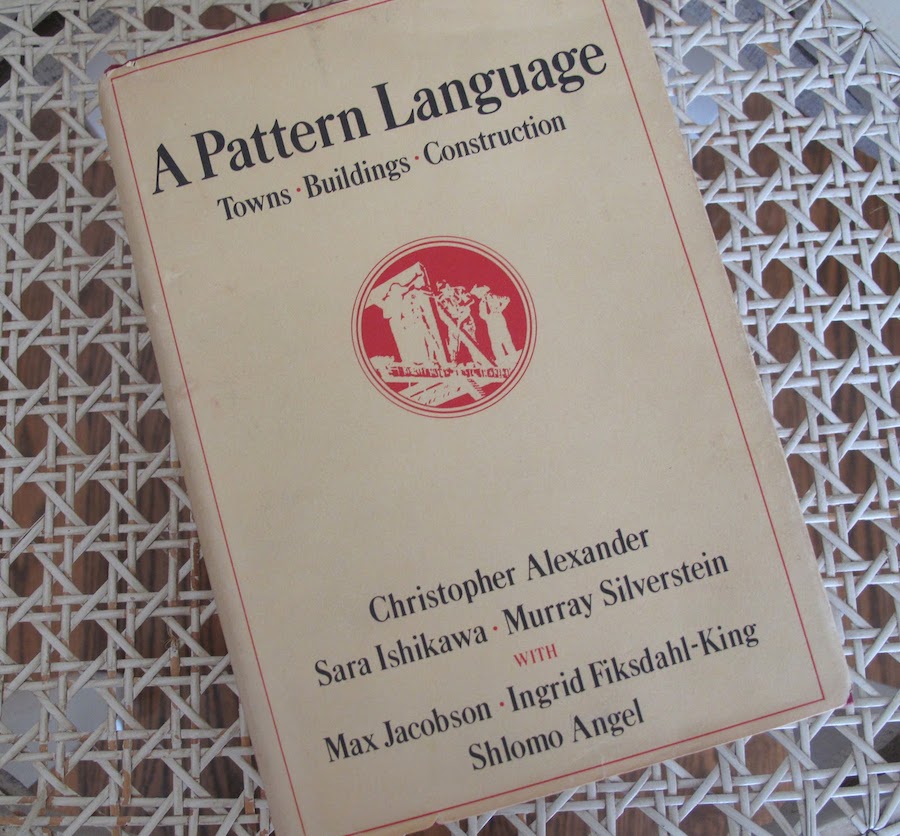 A Pattern Language
Towns · Buildings · Construction
Christopher Alexander
Sara Ishikawa · Murray Silverstein
WITH
Max Jacobson · Ingrid Fiksdahl-King
Shlomo Angel